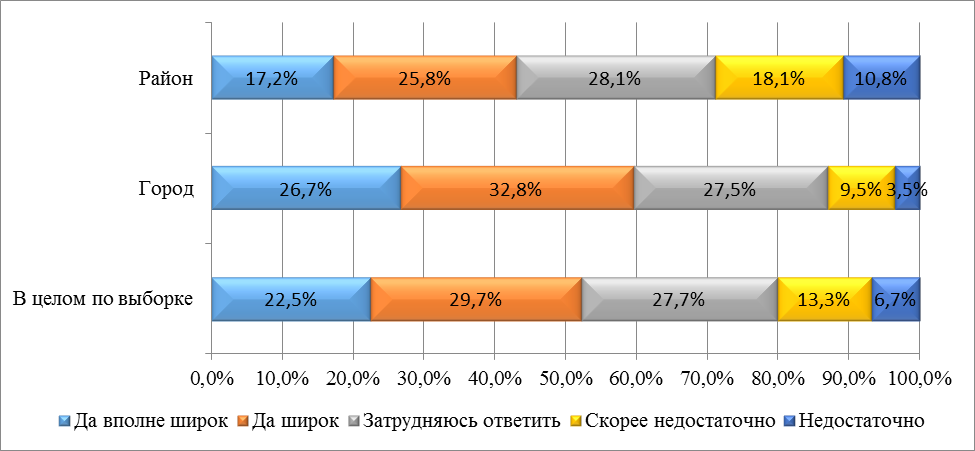 Район 17,2% 25,8% 28,1% 18,1% 10,8%
Город 26,7% 32,8% 27,5% 9,5% 3,5%
В целом по выборке 22,5% 29,7% 27,7% 13,3% 6,7%
0,0% 10,0% 20,0% 30,0% 40,0% 50,0% 60,0% 70,0% 80,0% 90,0% 100,0%
Да вполне широк Да широк Затрудняюсь ответить Скорее недостаточно Недостаточно